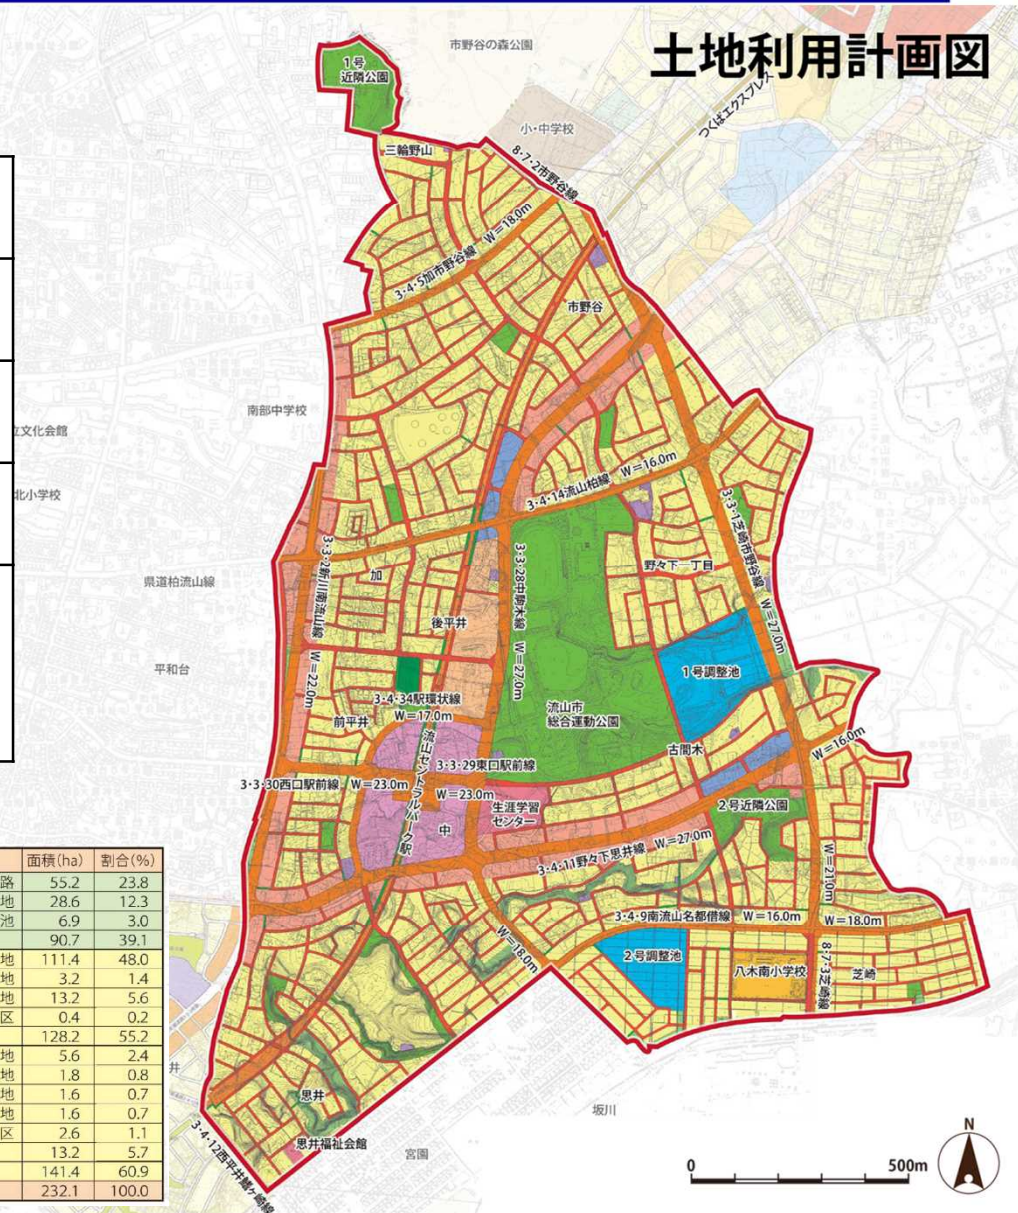 土地利用計画図
市野谷の森公園
1号
近隣公園
つくばエクスプレス
小・中学校
三輪野山
8・7・2市野谷線
3・4・5加市野谷線 W=18.0m
市野谷
南部中学校
立文化会館
北小学校
3・4・14流山柏線 W=16.0m
3・3・1芝崎市野谷線 W=27.0m
3・3・2新川南流山線 W=22.0m
3・3・28中駒木線 W=27.0m
野々下一丁目
県道柏流山線
加
後平井
平和台
1号調整池
3・4・34駅環状線
W=17.0m
前平井
流山市
総合運動公園
流山セントラルパーク駅
3・3・29東口駅前線
W=23.0m
古間木
W=16.0m
3・3・30西口駅前線 W=23.0m
生涯学習
センター
2号近隣公園
中
3・4・11野々下思井線 W=27.0m
W=21.0m
3・4・9南流山名都借線 W=16.0m
W=18.0m
W=18.0m
2号調整池
八木南小学校
8・7・3芝崎線
芝崎
井
思井
思井福祉会館
坂川
宮園
3・4・12西平井鰭ヶ崎線
面積(ha) 割合(%)
路 55.2 23.8
地 28.6 12.3
池 6.9 3.0
90.7 39.1
地 111.4 48.0
地 3.2 1.4
地 13.2 5.6
区 0.4 0.2
128.2 55.2
地 5.6 2.4
地 1.8 0.8
地 1.6 0.7
地 1.6 0.7
区 2.6 1.1
13.2 5.7
141.4 60.9
232.1 100.0
N
0 500m